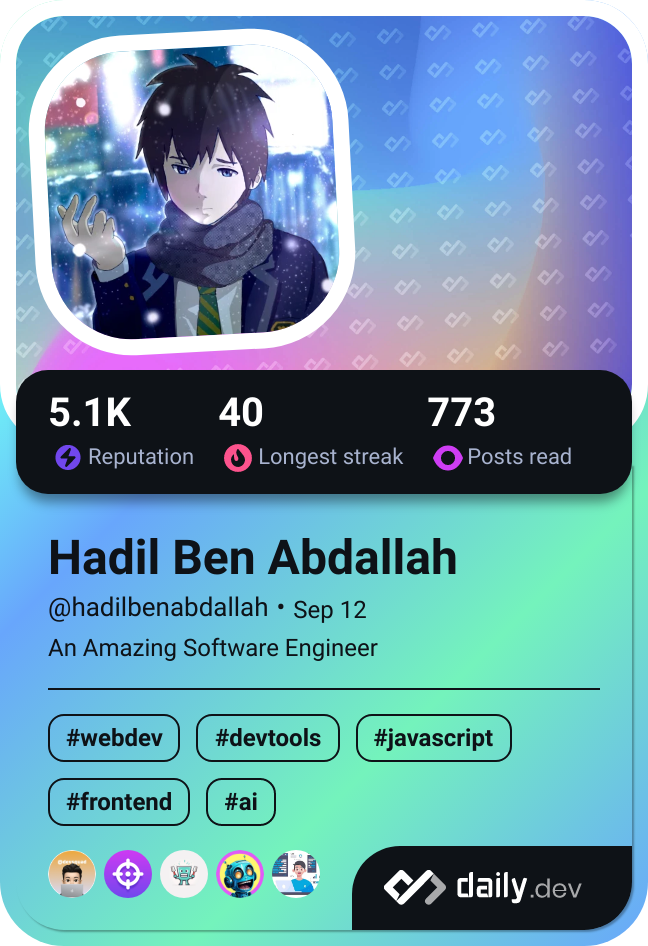 5.1K 40 773
Reputation Longest streak Posts read
Hadil Ben Abdallah
@hadilbenabdallah • Sep 12
An Amazing Software Engineer
#webdev #devtools #javascript
#frontend #ai
daily.dev